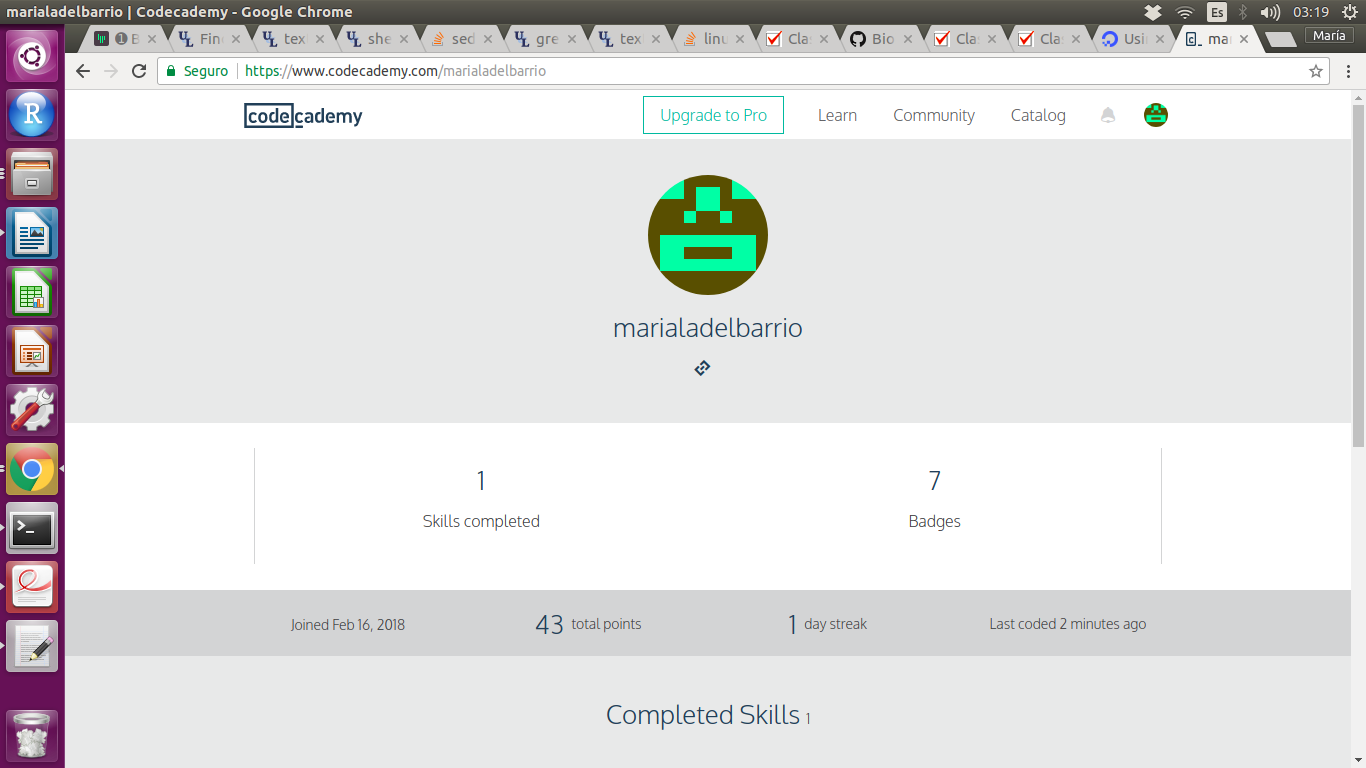 marialadelbarrio | Codecademy - Google Chrome
Es
03:19
B
Fin
tex
she
sed
gre
tex
linu
Cla
Bio
Cla
Cla
Usi
mar
María
Seguro
https://www.codecademy.com/marialadelbarrio
codecademy
Upgrade to Pro
Learn
Community
Catalog
marialadelbarrio
1
7
Skills completed
Badges
Joined Feb 16, 2018
43 total points
1 day streak
Last coded 2 minutes ago
Completed Skills 1